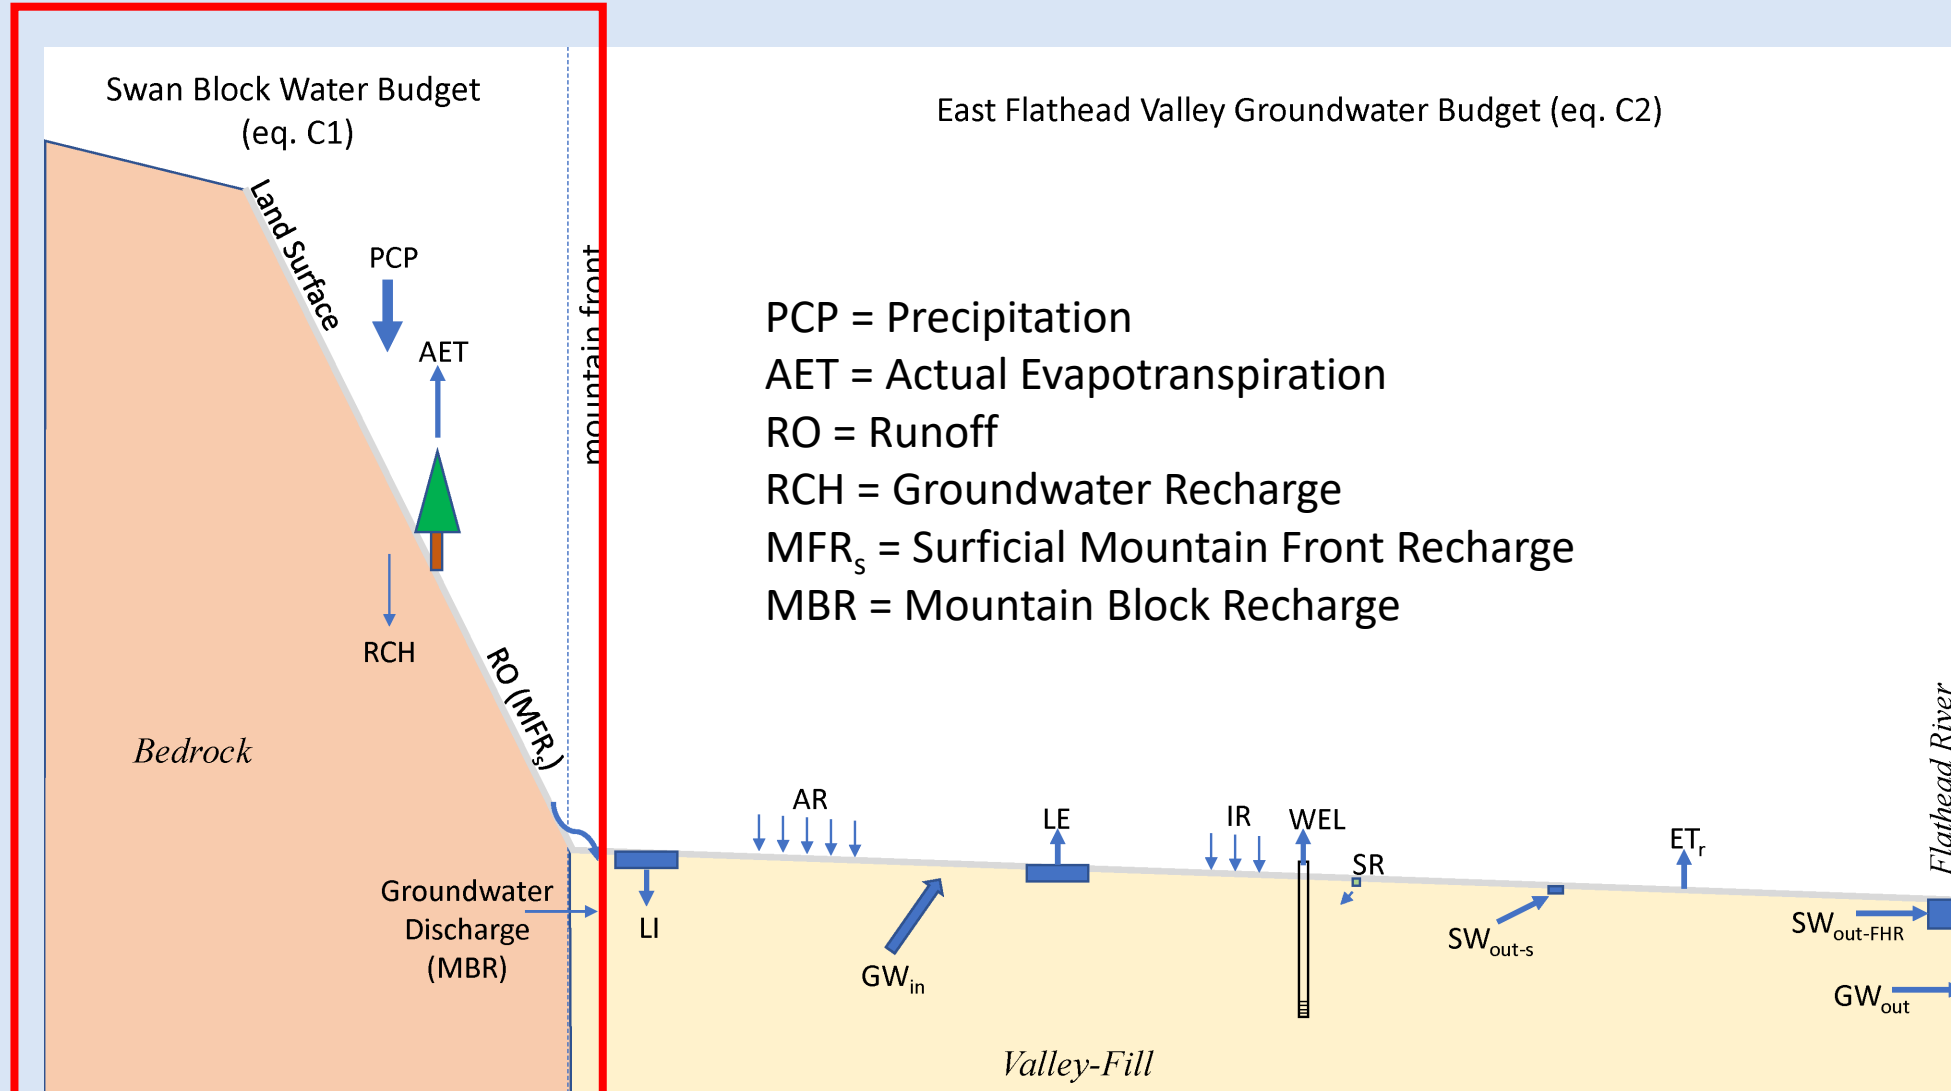 Swan Block Water Budget
(eq. C1)
East Flathead Valley Groundwater Budget (eq. C2)
Land Surface
PCP
AET
mountain front
PCP = Precipitation
AET = Actual Evapotranspiration
RO = Runoff
RCH = Groundwater Recharge
MFRs = Surficial Mountain Front Recharge
MBR = Mountain Block Recharge
RCH
RO (MFRs)
Bedrock
Flathead River
AR
LE
IR
WEL
SR
ETr
Groundwater
Discharge
(MBR)
LI
GWin
SWout-s
SWout-FHR
GWout
Valley-Fill